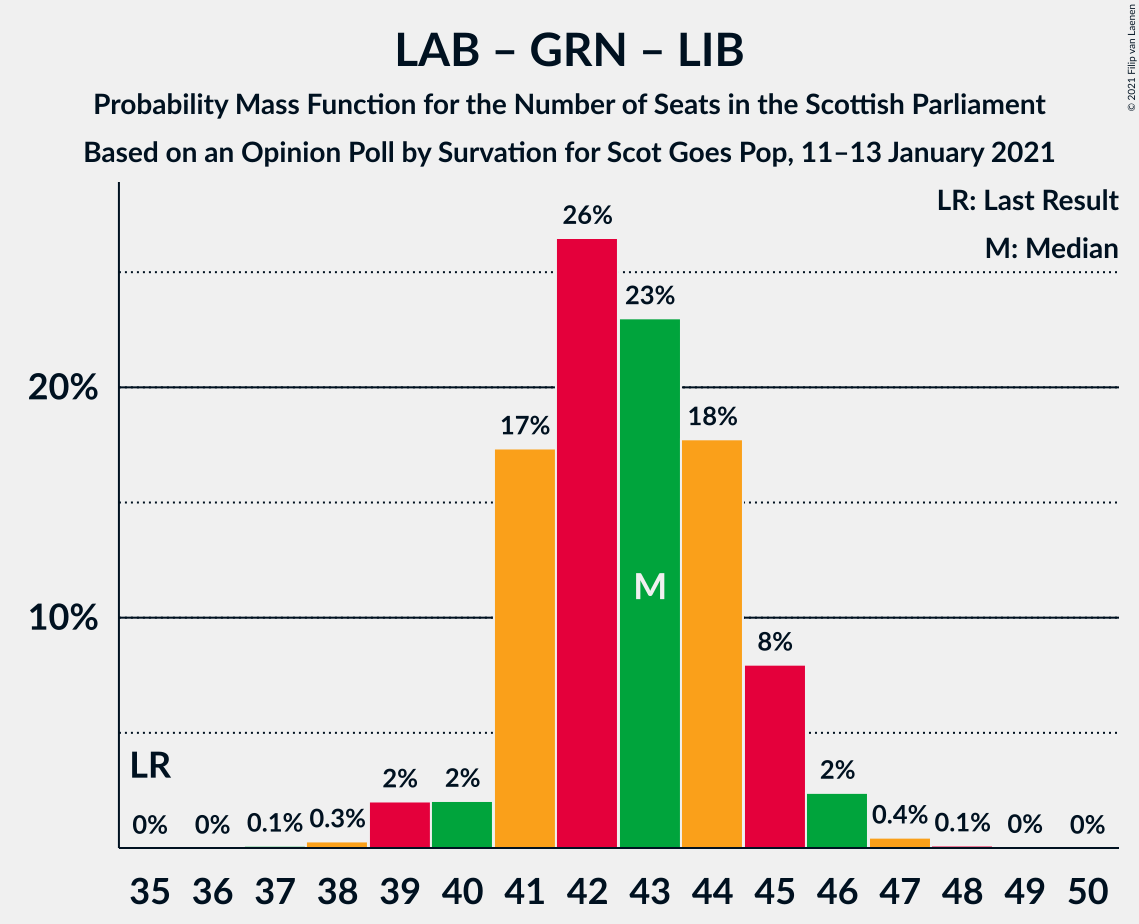 LAB – GRN – LIB
Probability Mass Function for the Number of Seats in the Scottish Parliament
Based on an Opinion Poll by Survation for Scot Goes Pop, 11–13 January 2021
© 2021 Filip van Laenen
LR: Last Result
M: Median
26%
23%
20%
17%
18%
M
10%
8%
LR
2%
2%
2%
0%
0%
0.1%
0.3%
0.4%
0.1%
0%
0%
35 36 37 38 39 40 41 42 43 44 45 46 47 48 49 50